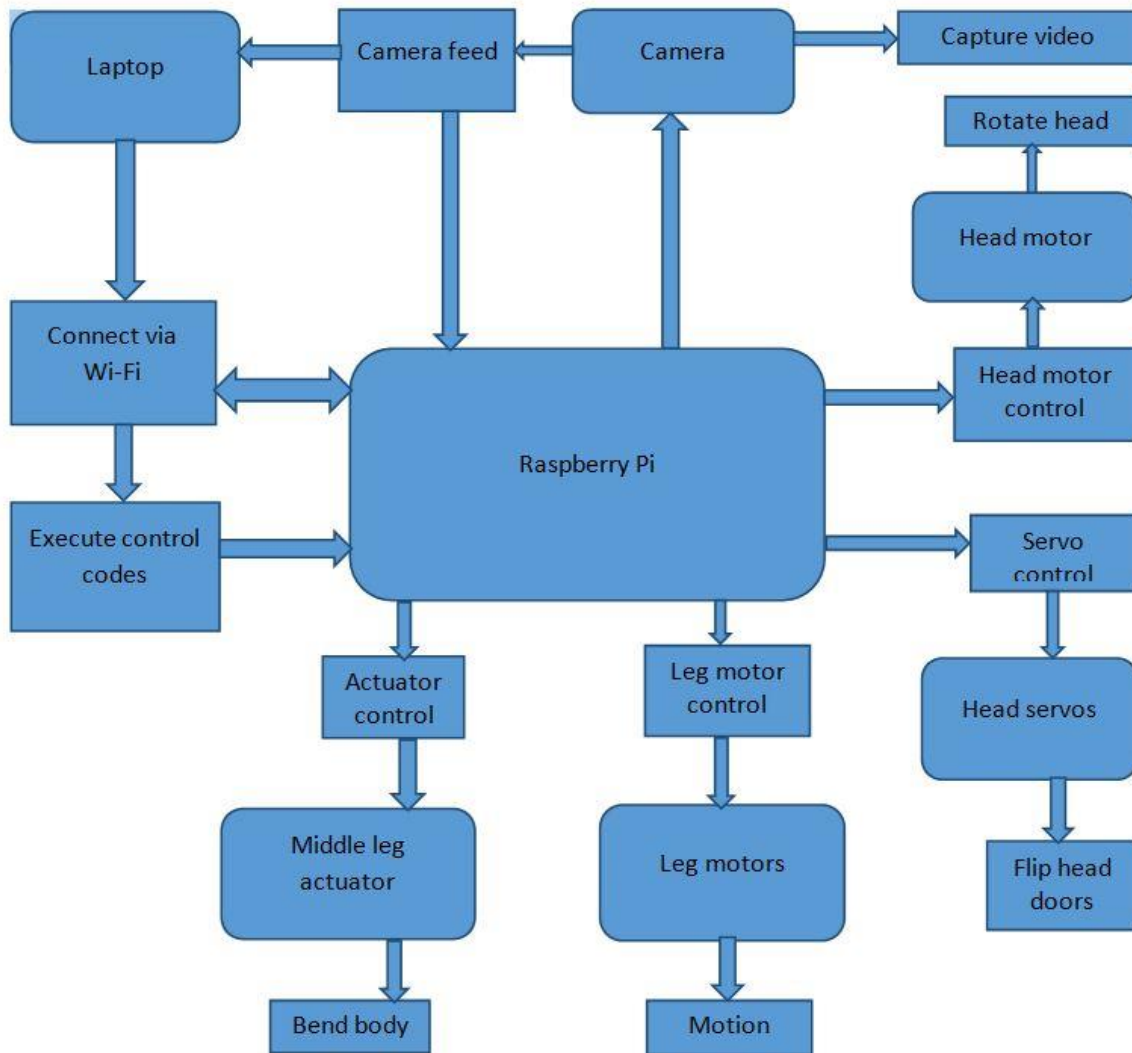 Laptop
Camera feed
Camera
Capture video
Rotate head
Head motor
Connect via
Wi-Fi
Head motor
control
Raspberry Pi
Execute control
codes
Servo
control
Actuator
control
Leg motor
control
Head servos
Middle leg
actuator
Leg motors
Flip head
doors
Bend body
Motion